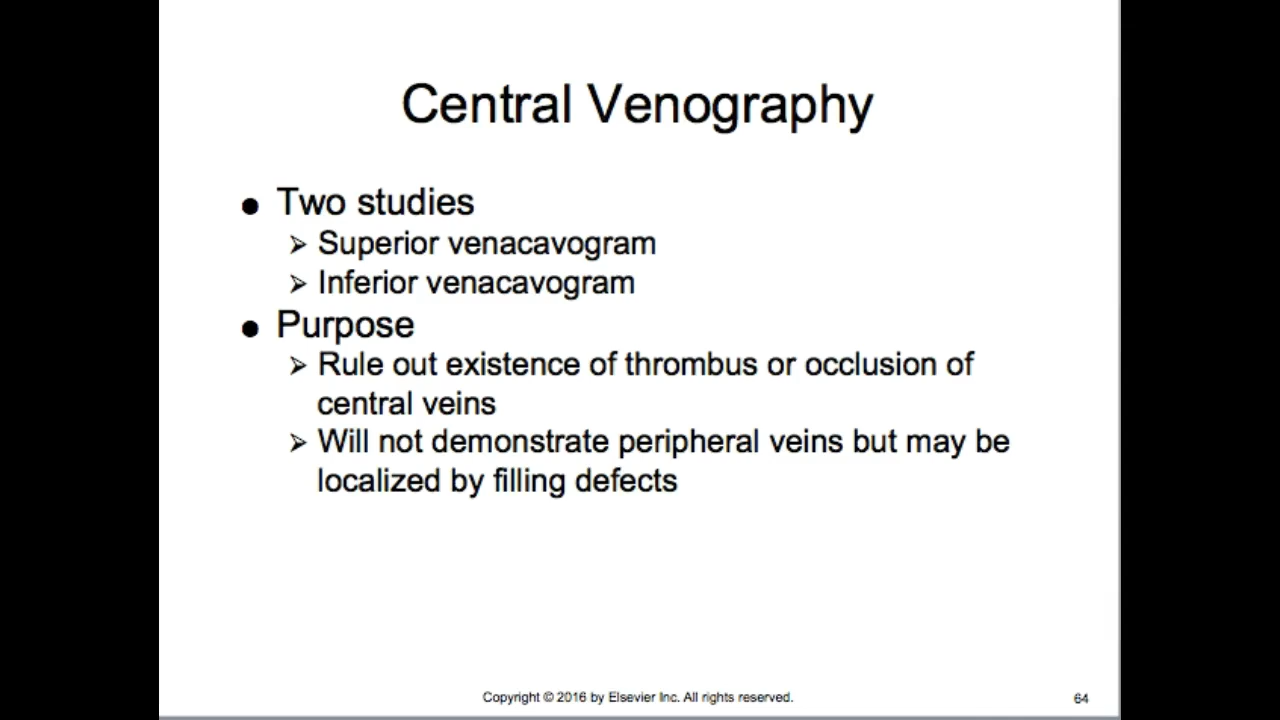 Central Venography
● Two studies
➢ Superior venacavogram
➢ Inferior venacavogram
● Purpose
➢ Rule out existence of thrombus or occlusion of
central veins
➢ Will not demonstrate peripheral veins but may be
localized by filling defects
Copyright © 2016 by Elsevier Inc. All rights reserved.
64